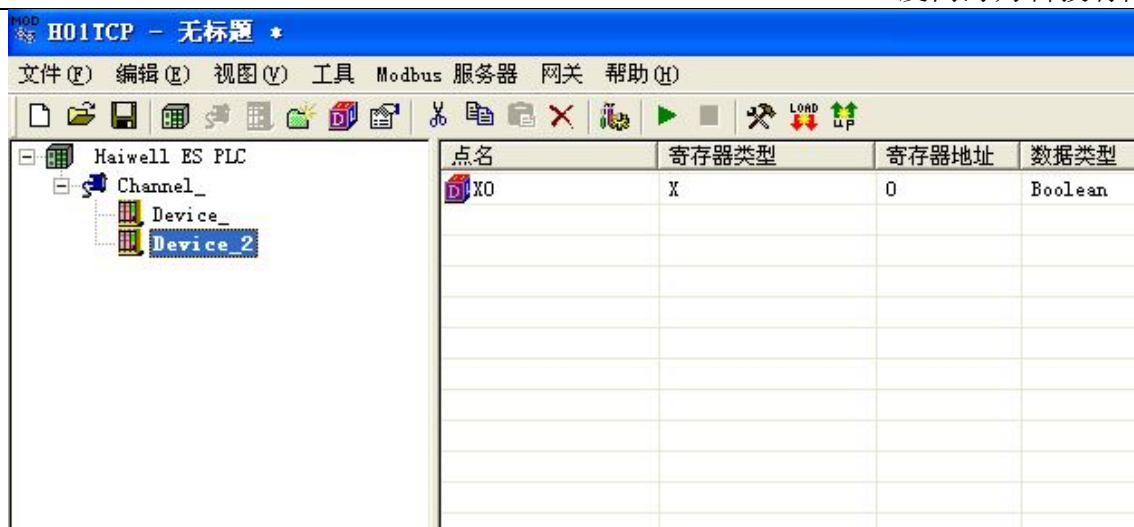 H01TCP - 无标题 *
文件(F) 编辑(E) 视图(V) 工具 Modbus 服务器 网关 帮助(H)
LOAD UP
Haiwell ES PLC
Channel_
Device_
Device_2
点名 寄存器类型 寄存器地址 数据类型
X0 X 0 Boolean